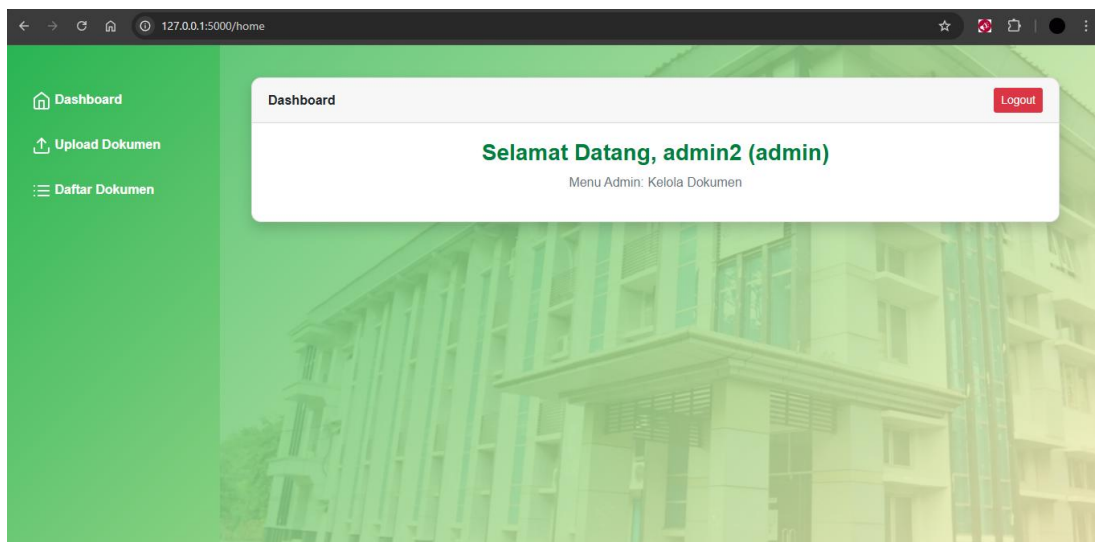 127.0.0.1:5000/home
Dashboard
Upload Dokumen
Daftar Dokumen
Dashboard
Logout
Selamat Datang, admin2 (admin)
Menu Admin: Kelola Dokumen